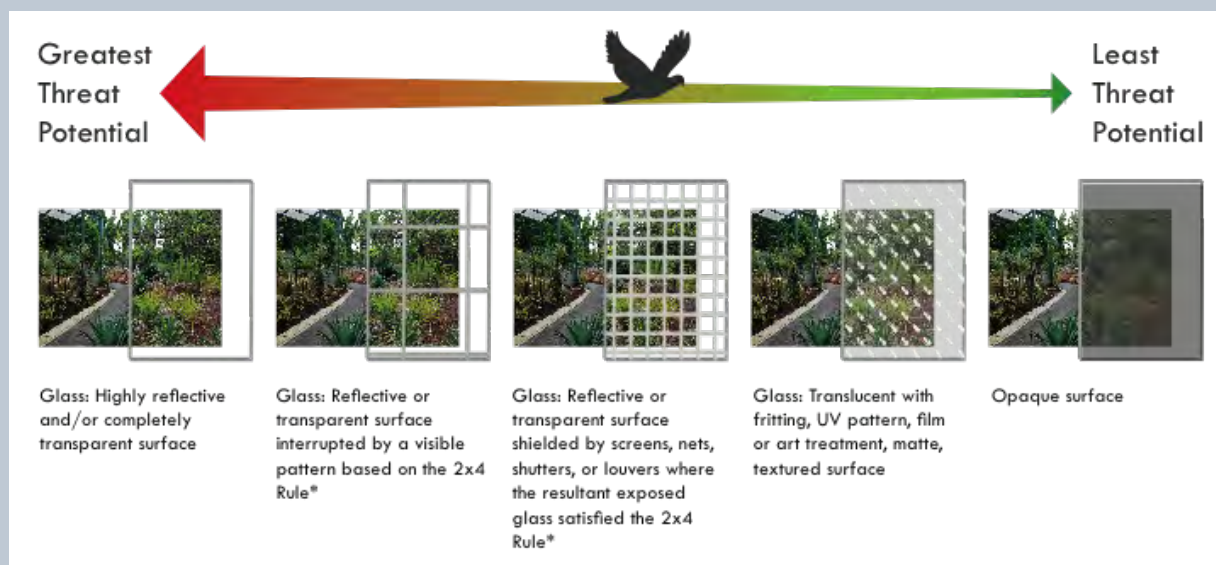 Greatest
Threat
Potential
Least
Threat
Potential
Glass: Highly reflective
and/or completely
transparent surface
Glass: Reflective or
transparent surface
interrupted by a visible
pattern based on the 2x4
Rule*
Glass: Reflective or
transparent surface
shielded by screens, nets,
shutters, or louvers where
the resultant exposed
glass satisfied the 2x4
Rule*
Glass: Translucent with
fritting, UV pattern, film
or art treatment, matte,
textured surface
Opaque surface